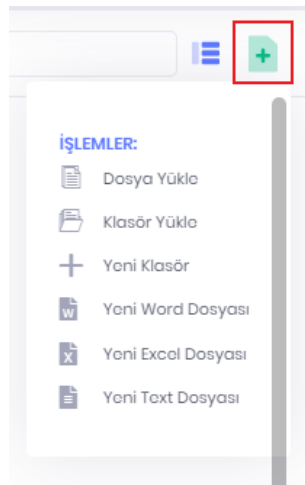 İŞLEMLER:
Dosya Yükle
Klasör Yükle
Yeni Klasör
Yeni Word Dosyası
Yeni Excel Dosyası
Yeni Text Dosyası